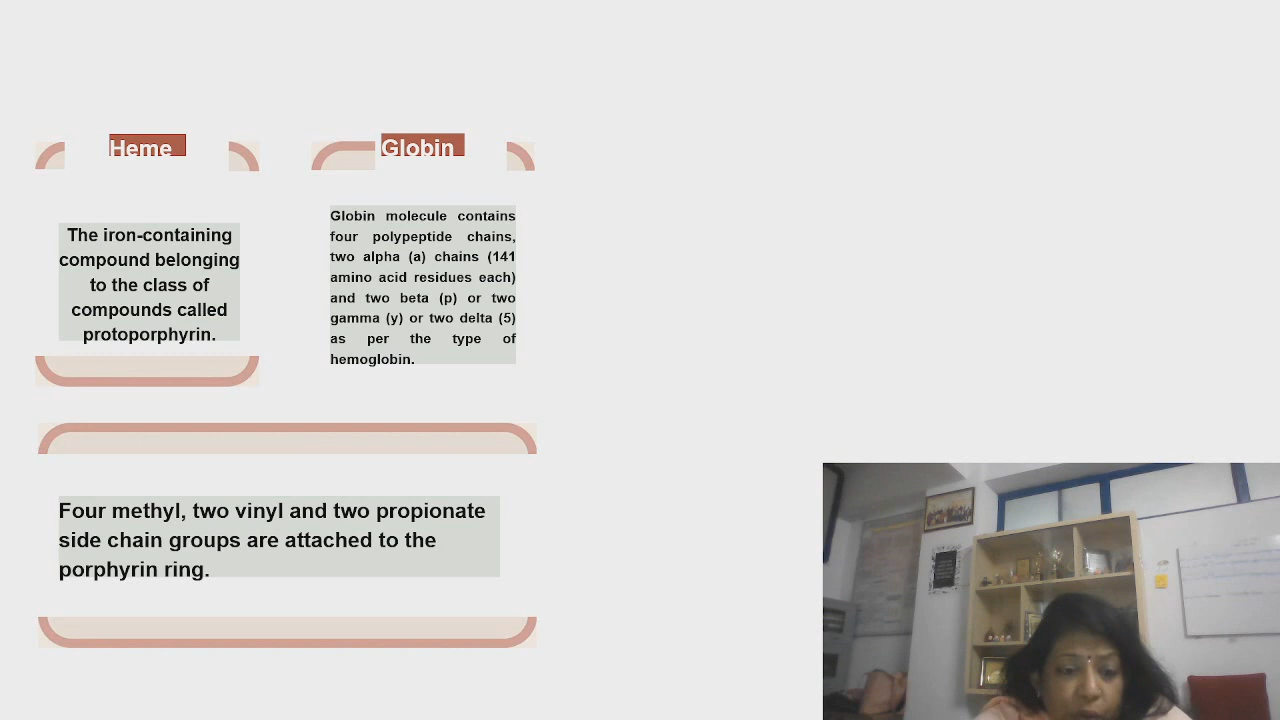 Heme
The iron-containing
compound belonging
to the class of
compounds called
protoporphyrin.
Globin
Globin molecule contains
four polypeptide chains,
two alpha (a) chains (141
amino acid residues each)
and two beta (p) or two
gamma (y) or two delta (5)
as per the type of
hemoglobin.
Four methyl, two vinyl and two propionate
side chain groups are attached to the
porphyrin ring.